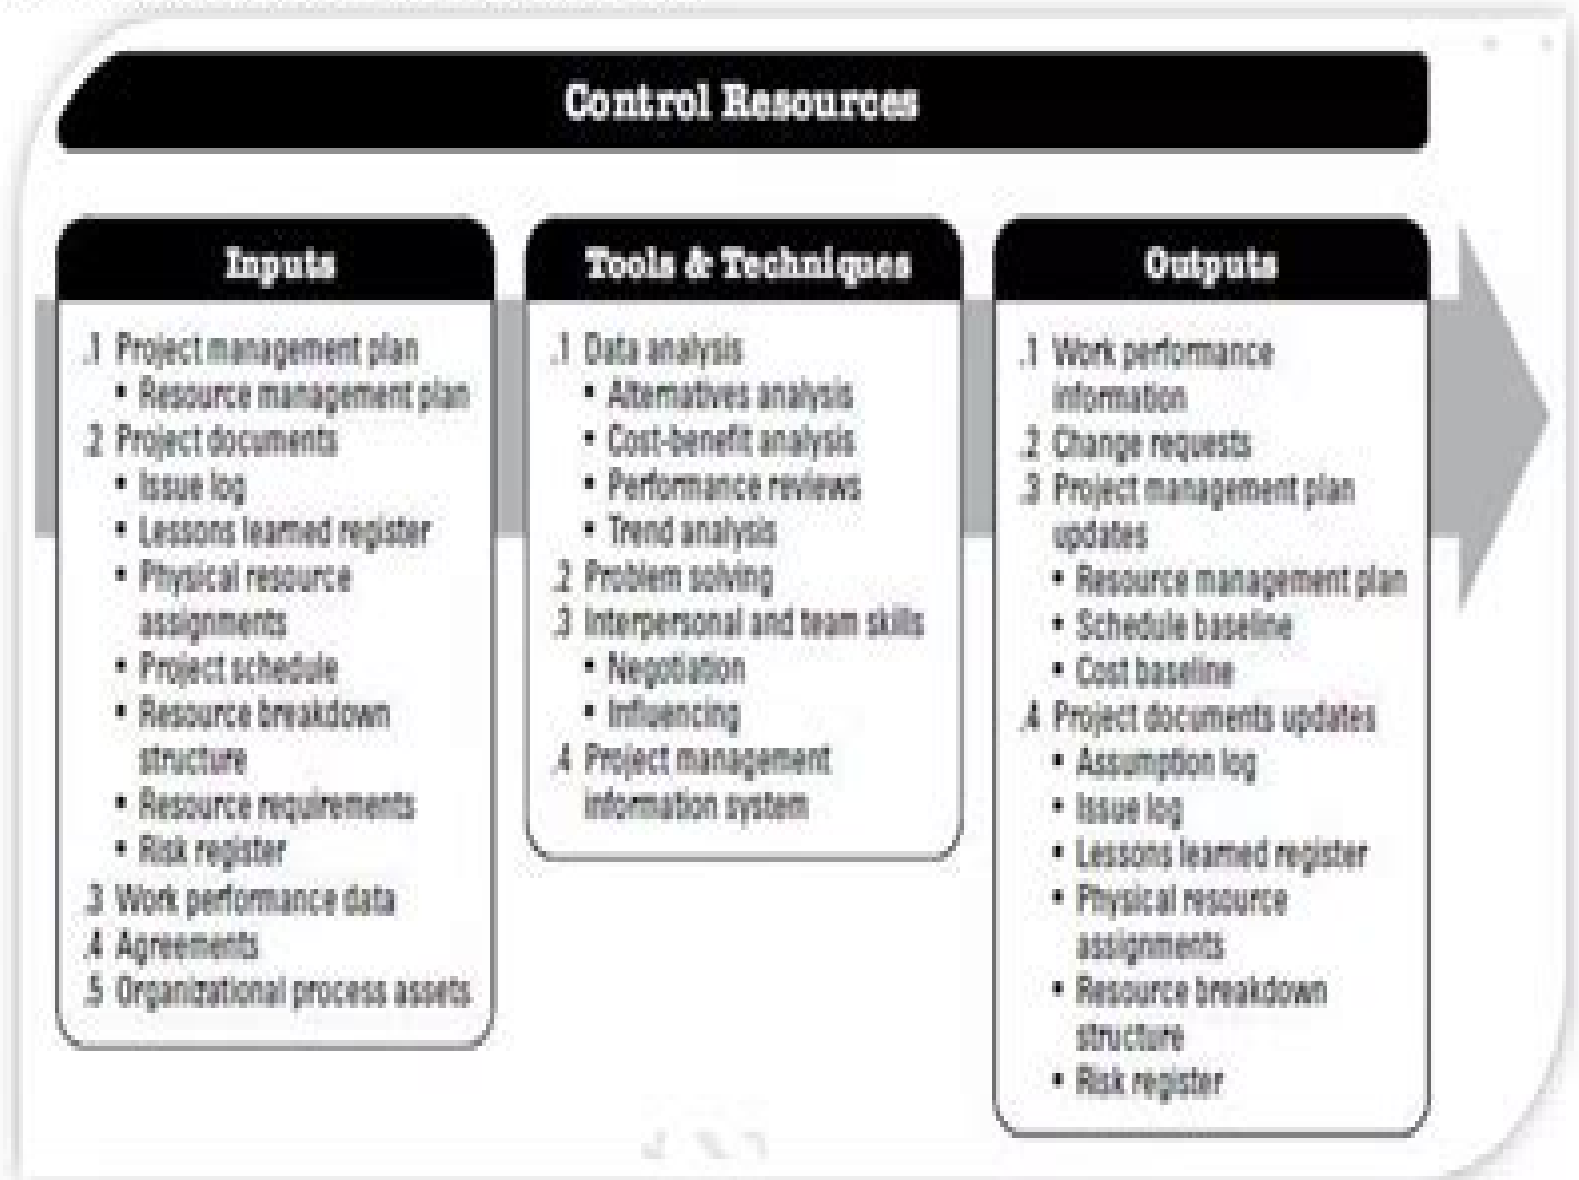 Control Resources
Inputs
.1 Project management plan
• Resource management plan
.2 Project documents
• Issue log
• Lessons learned register
• Physical resource
assignments
• Project schedule
• Resource breakdown
structure
• Resource requirements
• Risk register
.3 Work performance data
.4 Agreements
.5 Organizational process assets
Tools & Techniques
.1 Data analysis
• Alternatives analysis
• Cost-benefit analysis
• Performance reviews
• Trend analysis
.2 Problem solving
.3 Interpersonal and team skills
• Negotiation
• Influencing
.4 Project management
information system
Outputs
.1 Work performance
information
.2 Change requests
.3 Project management plan
updates
• Resource management plan
• Schedule baseline
• Cost baseline
.4 Project documents updates
• Assumption log
• Issue log
• Lessons learned register
• Physical resource
assignments
• Resource breakdown
structure
• Risk register